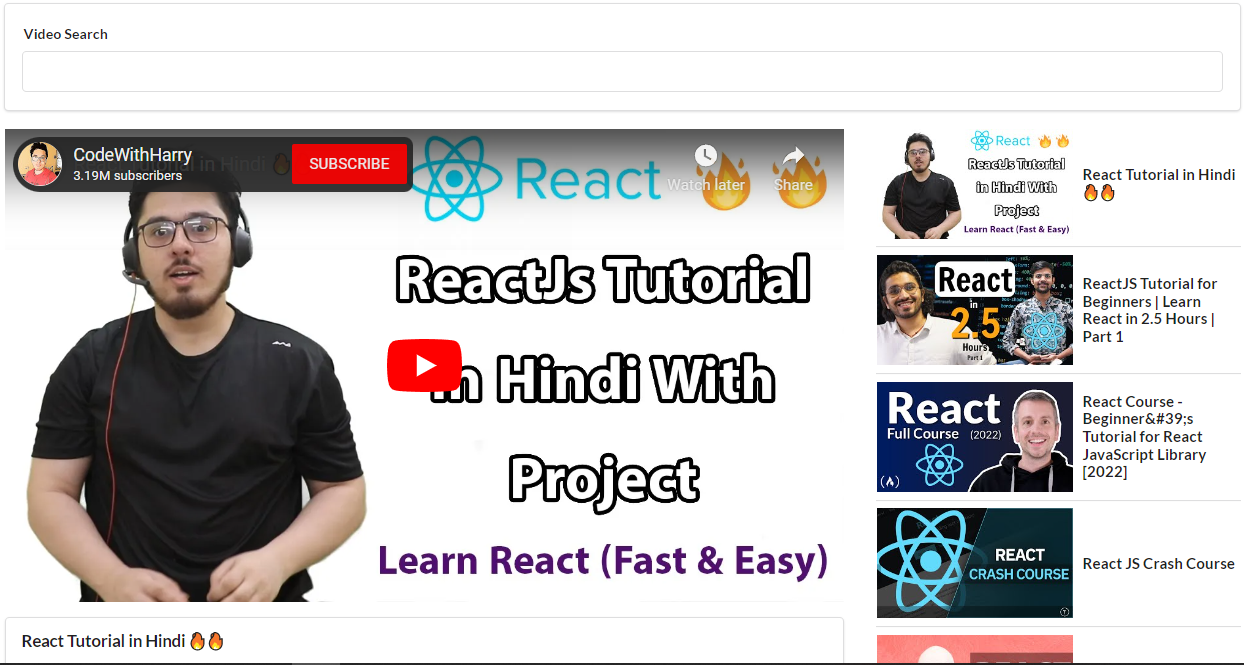 Video Search
CodeWithHarry
3.19M subscribers
SUBSCRIBE
React
Watch later
Share
ReactJs Tutorial
in Hindi With
Project
Learn React (Fast & Easy)
React Tutorial in Hindi 🔥🔥
React
ReactJs Tutorial
in Hindi With
Project
Learn React (Fast & Easy)
React Tutorial in Hindi
🔥🔥
React
in
2.5
Hours
Part 1
ReactJS Tutorial for
Beginners | Learn
React in 2.5 Hours |
Part 1
React
Full Course (2022)
React Course -
Beginner&#39;s
Tutorial for React
JavaScript Library
[2022]
REACT
CRASH COURSE
React JS Crash Course